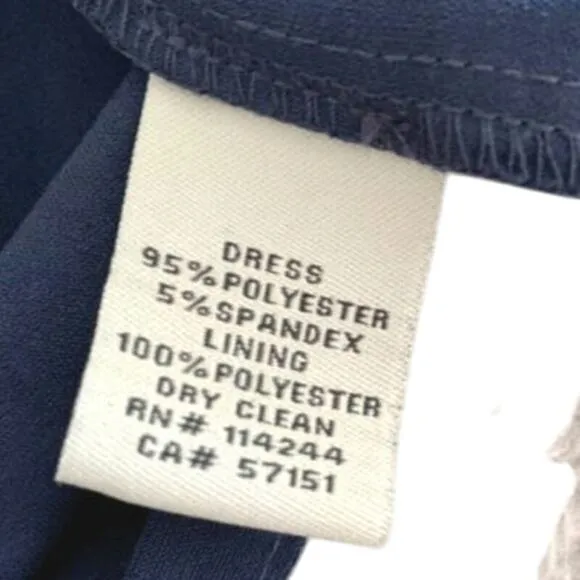 DRESS
95% POLYESTER
5% SPANDEX
LINING
100% POLYESTER
DRY CLEAN
RN# 114244
CA# 57151